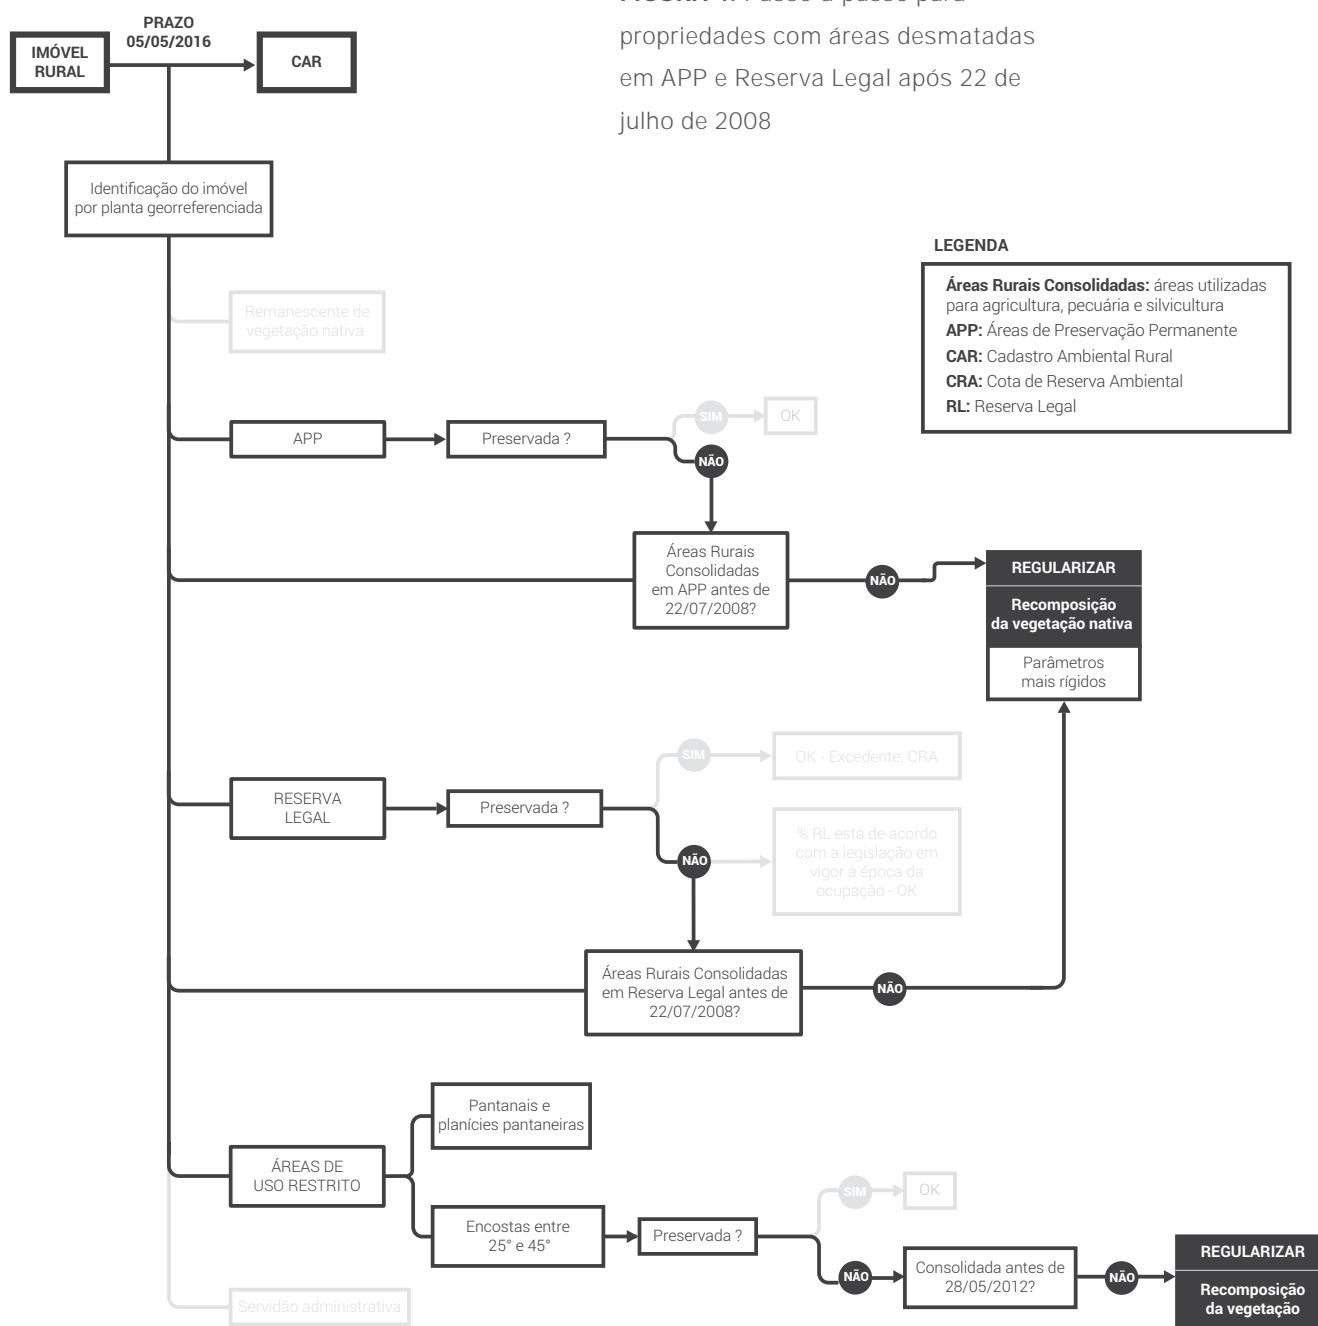 propriedades com áreas desmatadas
em APP e Reserva Legal após 22 de
julho de 2008
PRAZO
05/05/2016
IMÓVEL
RURAL
CAR
Identificação do imóvel
por planta georreferenciada
LEGENDA
Áreas Rurais Consolidadas: áreas utilizadas
para agricultura, pecuária e silvicultura
APP: Áreas de Preservação Permanente
CAR: Cadastro Ambiental Rural
CRA: Cota de Reserva Ambiental
RL: Reserva Legal
Remanescente de
vegetação nativa
APP
Preservada ?
SIM
OK
NÃO
Áreas Rurais
Consolidadas
em APP antes de
22/07/2008?
NÃO
REGULARIZAR
Recomposição
da vegetação nativa
Parâmetros
mais rígidos
RESERVA
LEGAL
Preservada ?
SIM
OK - Excedente: CRA
NÃO
% RL está de acordo
com a legislação em
vigor à época da
ocupação - OK
Áreas Rurais Consolidadas
em Reserva Legal antes de
22/07/2008?
NÃO
ÁREAS DE
USO RESTRITO
Pantanais e
planícies pantaneiras
Encostas entre
25° e 45°
Preservada ?
SIM
OK
NÃO
Consolidada antes de
28/05/2012?
NÃO
REGULARIZAR
Recomposição
da vegetação
Servidão administrativa